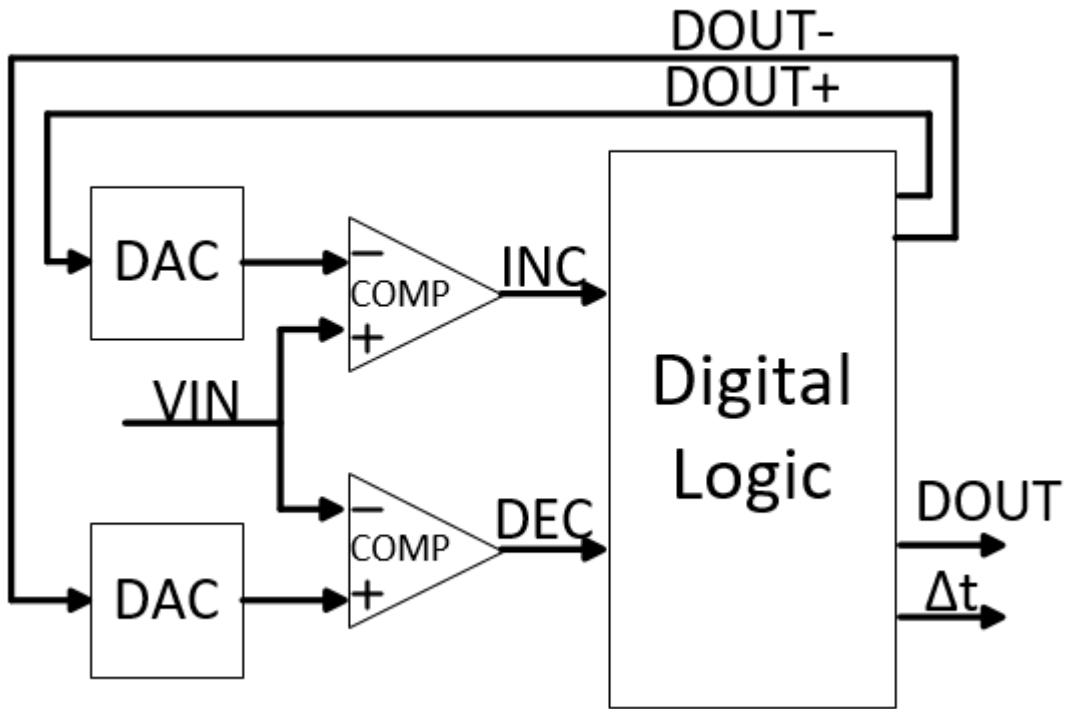 DOUT-
DOUT+
DAC
-
COMP
+
INC
VIN
Digital
Logic
DAC
-
COMP
+
DEC
DOUT
Δt